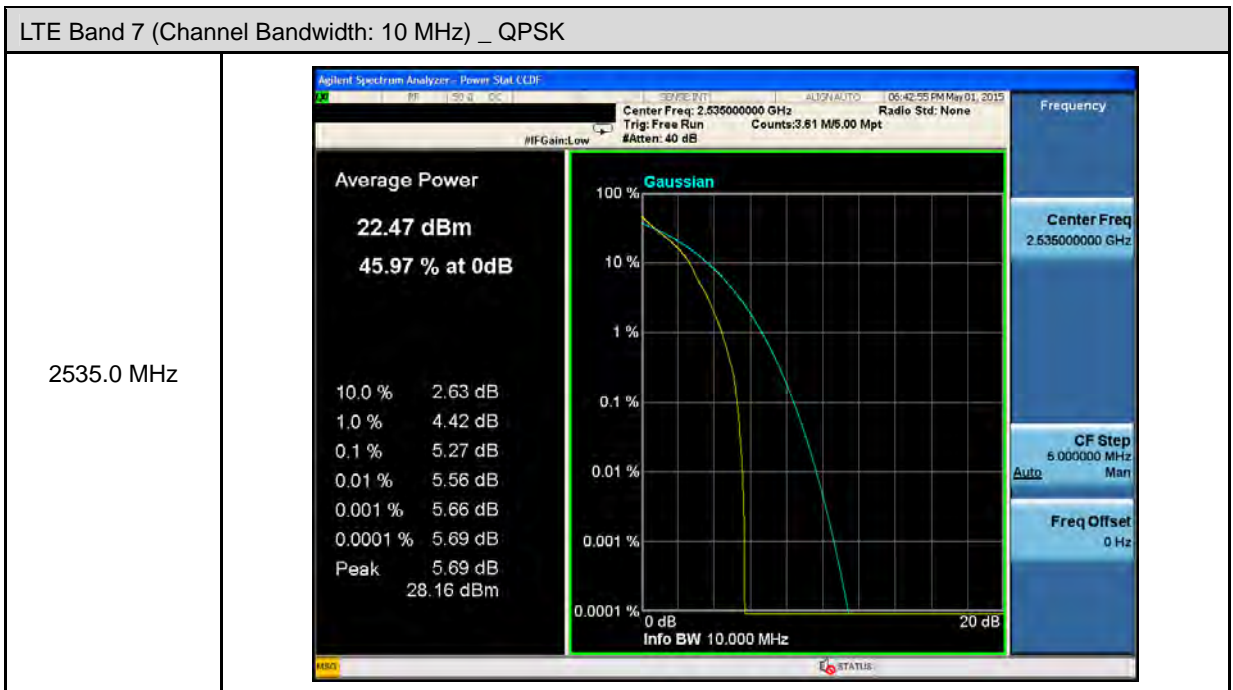 LTE Band 7 (Channel Bandwidth: 10 MHz) _ QPSK
2535.0 MHz
Agilent Spectrum Analyzer - Power Stat CCDF
RF 50 Ω DC SENSE:INT ALIGN AUTO 06:42:55 PM May 01, 2015
Center Freq: 2.535000000 GHz Radio Std: None
Trig: Free Run Counts:3.61 M/5.00 Mpt
#IFGain:Low #Atten: 40 dB
Average Power
22.47 dBm
45.97 % at 0dB
10.0 % 2.63 dB
1.0 % 4.42 dB
0.1 % 5.27 dB
0.01 % 5.56 dB
0.001 % 5.66 dB
0.0001 % 5.69 dB
Peak 5.69 dB
28.16 dBm
Gaussian
100 %
10 %
1 %
0.1 %
0.01 %
0.001 %
0.0001 %
0 dB 20 dB
Info BW 10.000 MHz
Frequency
Center Freq
2.535000000 GHz
CF Step
5.000000 MHz
Auto Man
Freq Offset
0 Hz
MSG STATUS